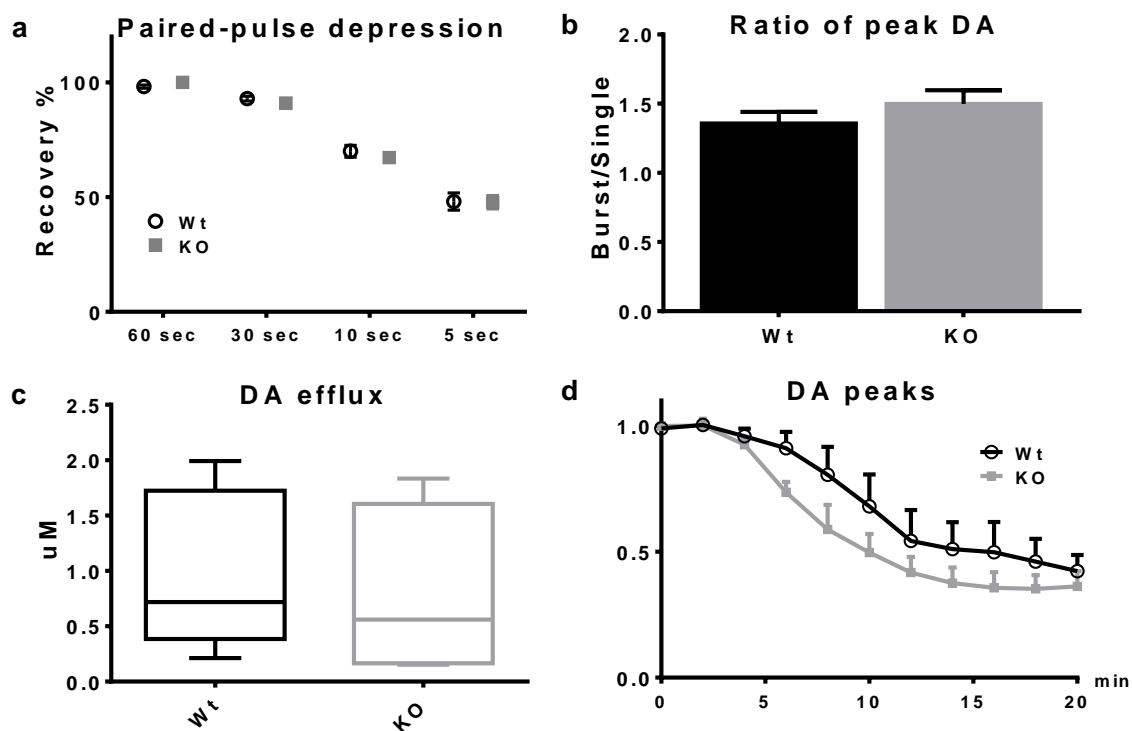 a
Paired-pulse depression
Recovery %
100
50
0
Wt
KO
60 sec 30 sec 10 sec 5 sec
b
Ratio of peak DA
Burst/Single
2.0
1.5
1.0
0.5
0.0
Wt KO
c
DA efflux
uM
2.5
2.0
1.5
1.0
0.5
0.0
Wt KO
d
DA peaks
1.0
0.5
0.0
Wt
KO
0 5 10 15 20 min